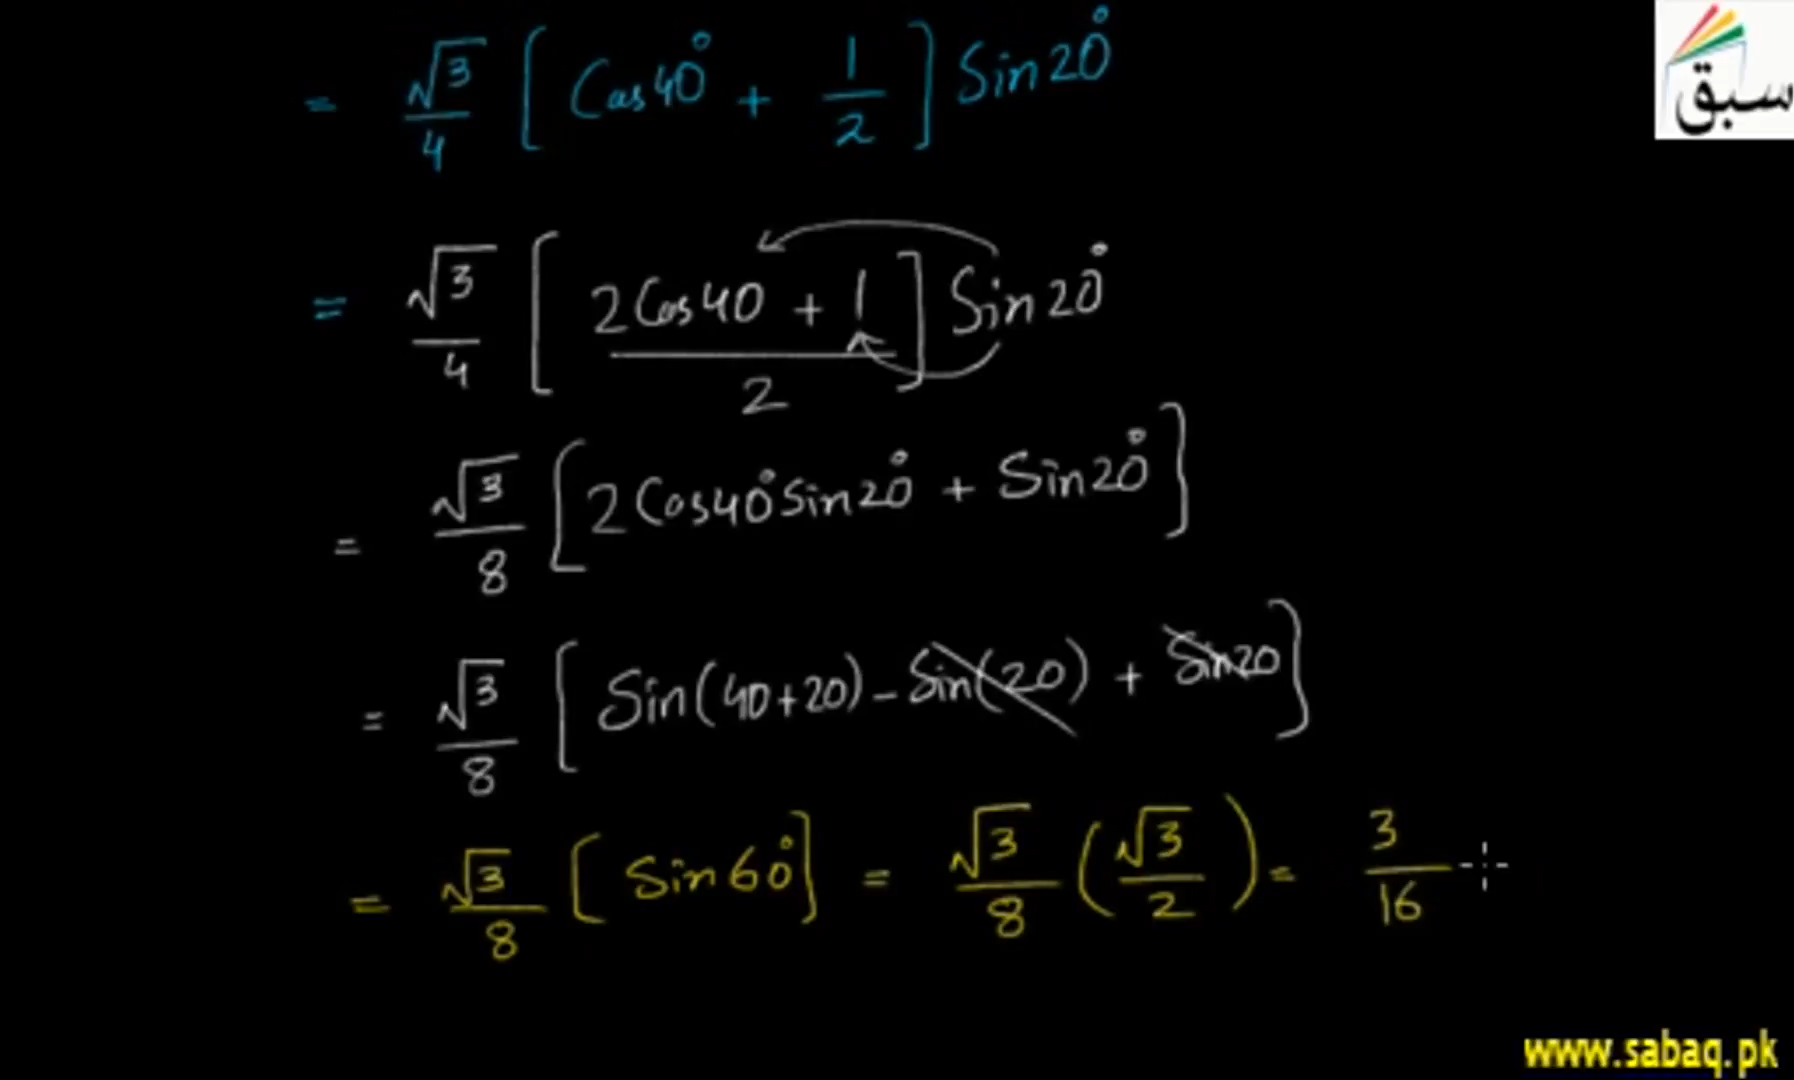 = √3/4 [ Cos40° + 1/2 ] Sin20°
سبق
= √3/4 [ (2Cos40 + 1)/2 ] Sin20°
= √3/8 [ 2Cos40°Sin20° + Sin20° ]
= √3/8 [ Sin(40+20) - Sin(20) + Sin20 ]
= √3/8 [ Sin60° ] = √3/8 ( √3/2 ) = 3/16
www.sabaq.pk